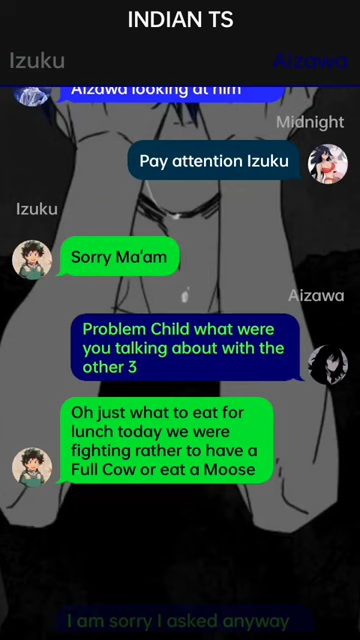 INDIAN TS
Izuku
Aizawa
Aizawa looking at him
Midnight
Pay attention Izuku
Izuku
Sorry Ma'am
Aizawa
Problem Child what were
you talking about with the
other 3
Oh just what to eat for
lunch today we were
fighting rather to have a
Full Cow or eat a Moose
I am sorry I asked anyway